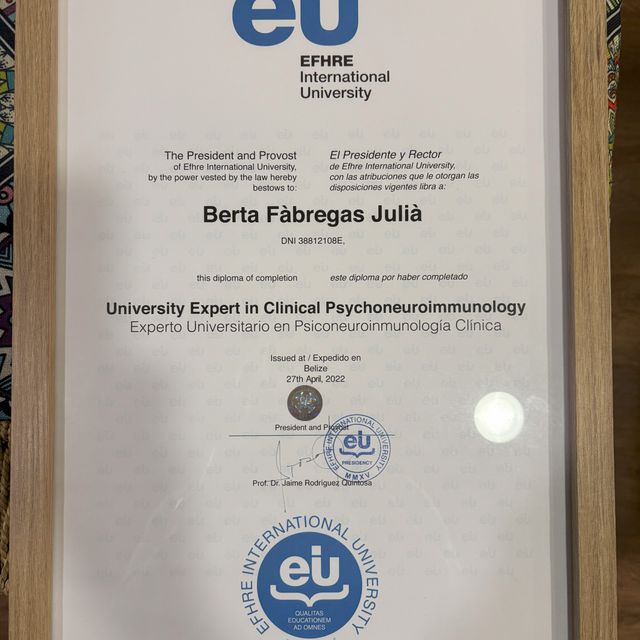 eiu
EFHRE
International
University
The President and Provost
of Efhre International University,
by the power vested by the law hereby
bestows to:
El Presidente y Rector
de Efhre International University,
con las atribuciones que le otorgan las
disposiciones vigentes libra a:
Berta Fàbregas Julià
DNI 38812108E,
this diploma of completion
este diploma por haber completado
University Expert in Clinical Psychoneuroimmunology
Experto Universitario en Psiconeuroinmunología Clínica
Issued at / Expedido en
Belize
27th April, 2022
President and Provost
EFHRE INTERNATIONAL UNIVERSITY
eiu
PRESIDENCY
MMXV
Prof. Dr. Jaime Rodríguez Quintosa
EFHRE INTERNATIONAL UNIVERSITY
eiu
QUALITAS
EDUCATIONEM
AD OMNES